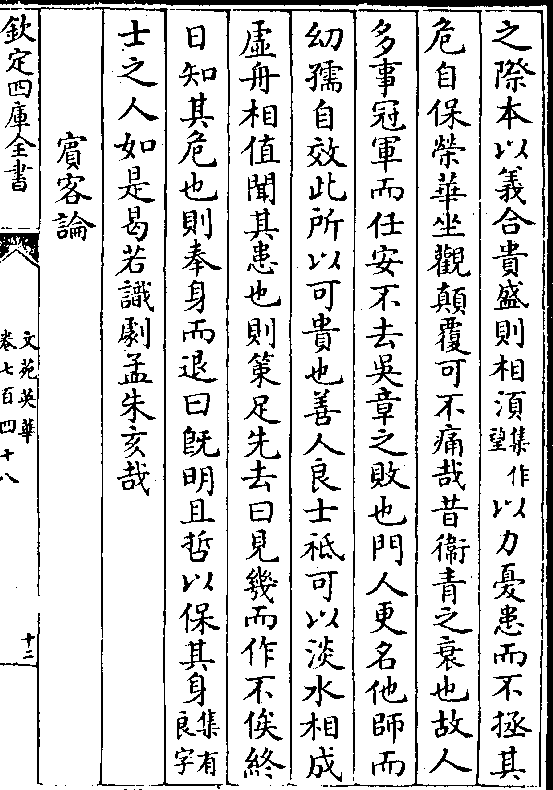 之際本以義合貴盛則相湏集作望以力憂患而不拯其
危自保榮華坐觀顛覆可不痛哉昔衛青之衰也故人
多事冠軍而任安不去吳章之敗也門人更名他師而
㓜孺自效此所以可貴也善人良士祗可以淡水相成
虛舟相值聞其患也則策足先去曰見幾而作不俟終
日知其危也則奉身而退曰旣明且哲以保其身集有良字
士之人如是曷若識劇孟朱亥哉
賓客論
欽定四庫全書
文苑英華
卷七百四十八
十二